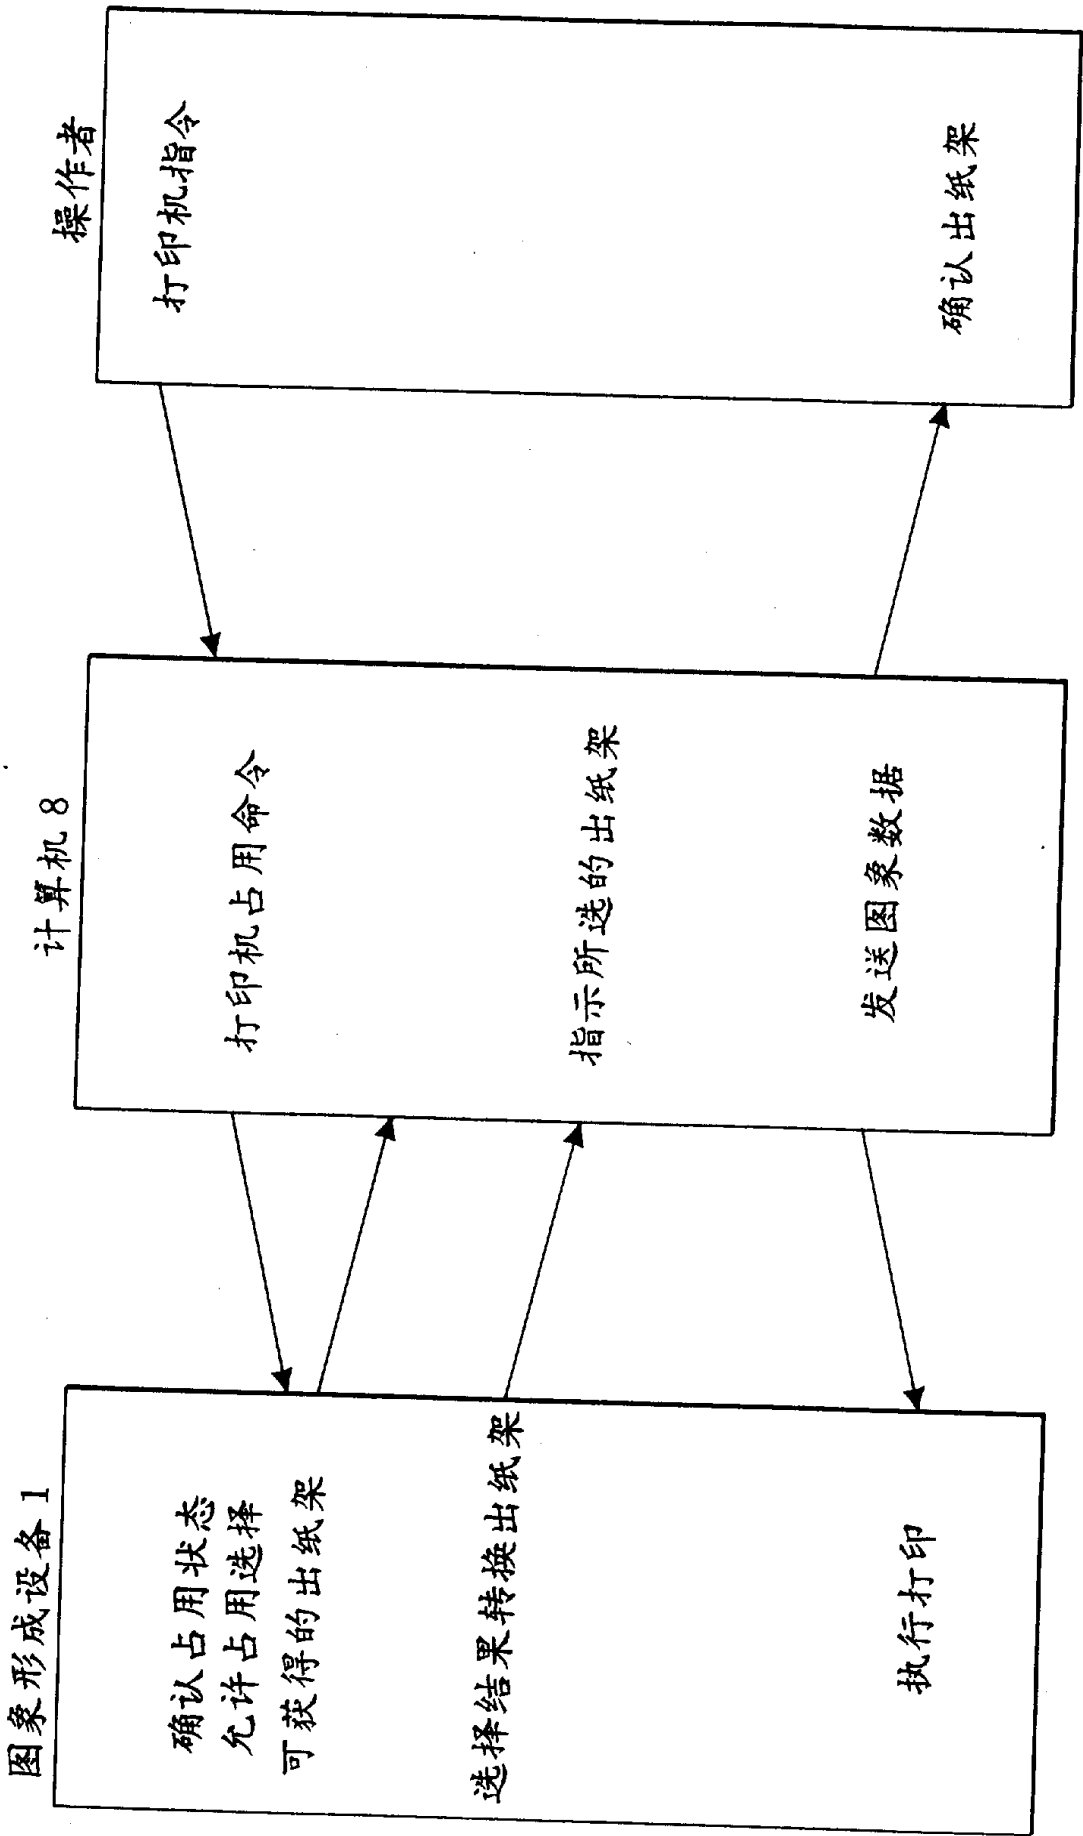 图象形成设备 1
确认占用状态
允许占用选择
可获得的出纸架
选择结果转换出纸架
执行打印
计算机 8
打印机占用命令
指示所选的出纸架
发送图象数据
操作者
打印机指令
确认出纸架